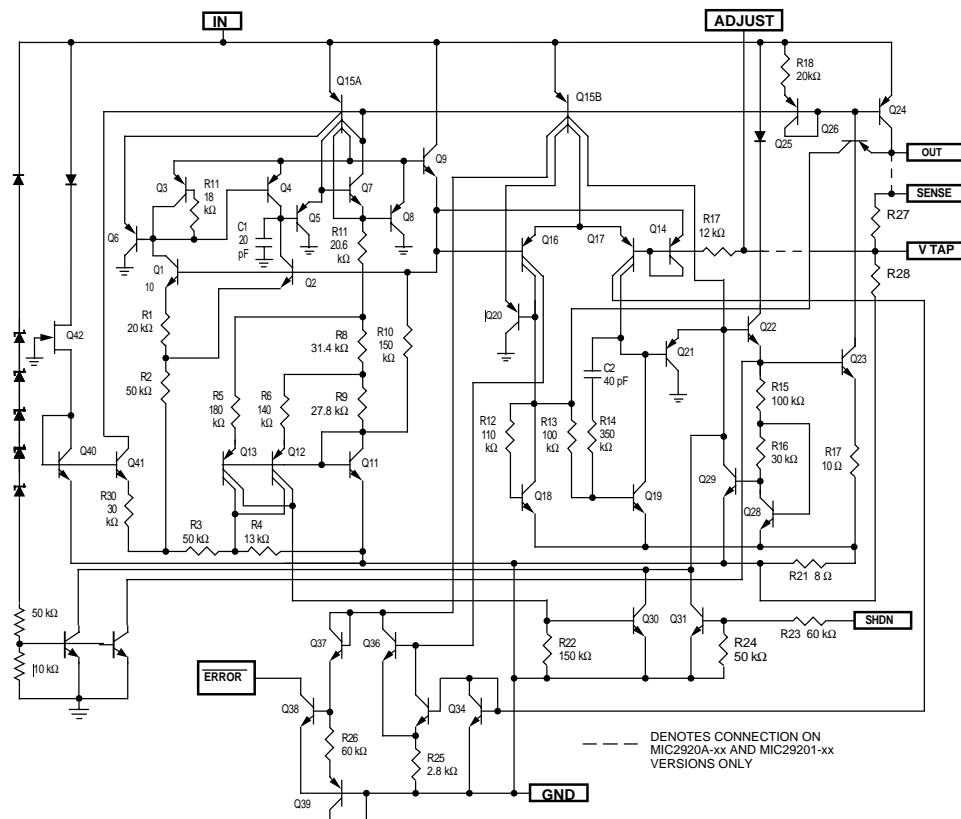 IN
ADJUST
R18
20kΩ
Q15A
Q15B
Q24
Q26
Q25
OUT
Q9
Q3
R11
18
kΩ
Q4
Q7
SENSE
Q5
Q8
Q6
C1
20
pF
R11
20.6
kΩ
Q16
Q17
Q14
R17
12 kΩ
R27
V TAP
R28
Q1
10
Q2
Q42
R1
20 kΩ
R8
31.4 kΩ
R10
150
kΩ
Q20
Q22
Q21
Q23
R2
50 kΩ
C2
40 pF
R5
180
kΩ
R6
140
kΩ
R9
27.8 kΩ
R15
100 kΩ
R12
110
kΩ
R13
100
kΩ
R14
350
kΩ
R16
30 kΩ
R17
10 Ω
Q40
Q41
Q13
Q12
Q11
Q29
R30
30
kΩ
Q18
Q19
Q28
R3
50 kΩ
R4
13 kΩ
R21 8 Ω
50 kΩ
10 kΩ
Q37
Q36
R22
150 kΩ
Q30
Q31
R24
50 kΩ
R23 60 kΩ
SHDN
ERROR
Q38
Q34
R26
60 kΩ
R25
2.8 kΩ
Q39
GND
DENOTES CONNECTION ON
MIC2920A-xx AND MIC29201-xx
VERSIONS ONLY